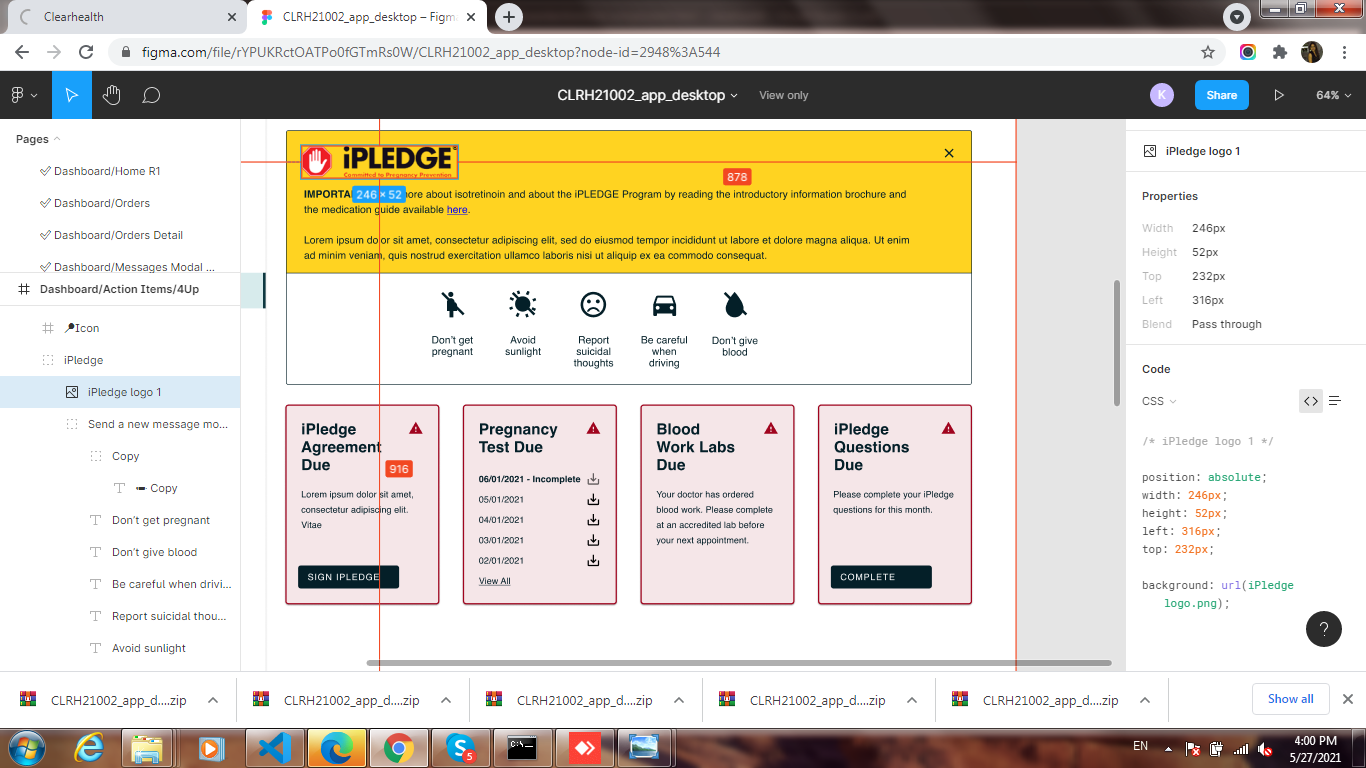 Clearhealth
CLRH21002_app_desktop – Figm
figma.com/file/rYPUKRctOATPo0fGTmRs0W/CLRH21002_app_desktop?node-id=2948%3A544
CLRH21002_app_desktop
View only
K
Share
64%
Pages
Dashboard/Home R1
Dashboard/Orders
Dashboard/Orders Detail
Dashboard/Messages Modal ...
Dashboard/Action Items/4Up
Icon
iPledge
iPledge logo 1
Send a new message mo...
Copy
Copy
Don't get pregnant
Don't give blood
Be careful when drivi...
Report suicidal thou...
Avoid sunlight
iPLEDGE
Committed to Pregnancy Prevention
878
246 × 52
IMPORTA ore about isotretinoin and about the iPLEDGE Program by reading the introductory information brochure and
the medication guide available here.
Lorem ipsum dolor sit amet, consectetur adipiscing elit, sed do eiusmod tempor incididunt ut labore et dolore magna aliqua. Ut enim
ad minim veniam, quis nostrud exercitation ullamco laboris nisi ut aliquip ex ea commodo consequat.
Don't get
pregnant
Avoid
sunlight
Report
suicidal
thoughts
Be careful
when
driving
Don't give
blood
iPledge
Agreement
Due
916
Lorem ipsum dolor sit amet,
consectetur adipiscing elit.
Vitae
SIGN IPLEDGE
Pregnancy
Test Due
06/01/2021 - Incomplete
05/01/2021
04/01/2021
03/01/2021
02/01/2021
View All
Blood
Work Labs
Due
Your doctor has ordered
blood work. Please complete
at an accredited lab before
your next appointment.
iPledge
Questions
Due
Please complete your iPledge
questions for this month.
COMPLETE
iPledge logo 1
Properties
Width 246px
Height 52px
Top 232px
Left 316px
Blend Pass through
Code
CSS
/* iPledge logo 1 */
position: absolute;
width: 246px;
height: 52px;
left: 316px;
top: 232px;
background: url(iPledge
logo.png);
?
CLRH21002_app_d....zip
CLRH21002_app_d....zip
CLRH21002_app_d....zip
CLRH21002_app_d....zip
CLRH21002_app_d....zip
Show all
5
EN
4:00 PM
5/27/2021